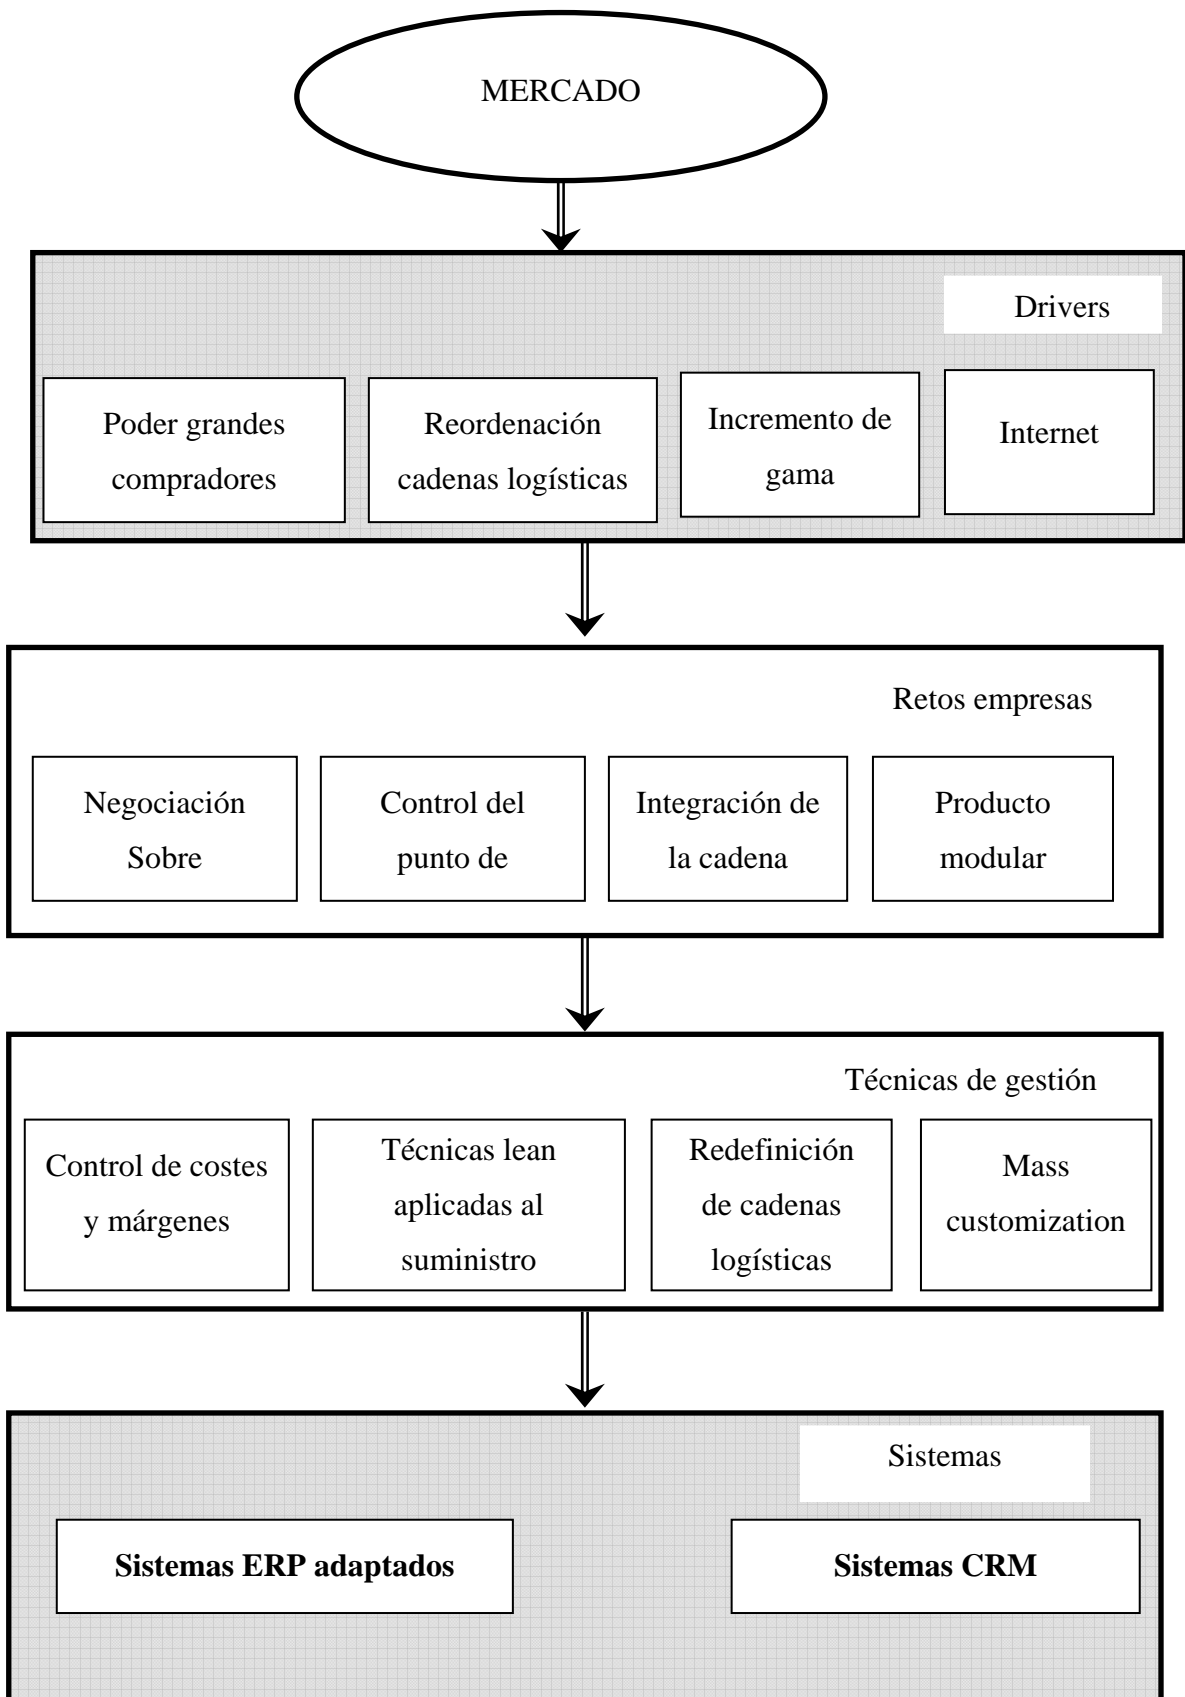 MERCADO
Drivers
Poder grandes
compradores
Reordenación
cadenas logísticas
Incremento de
gama
Internet
Retos empresas
Negociación
Sobre
Control del
punto de
Integración de
la cadena
Producto
modular
Técnicas de gestión
Control de costes
y márgenes
Técnicas lean
aplicadas al
suministro
Redefinición
de cadenas
logísticas
Mass
customization
Sistemas
Sistemas ERP adaptados
Sistemas CRM